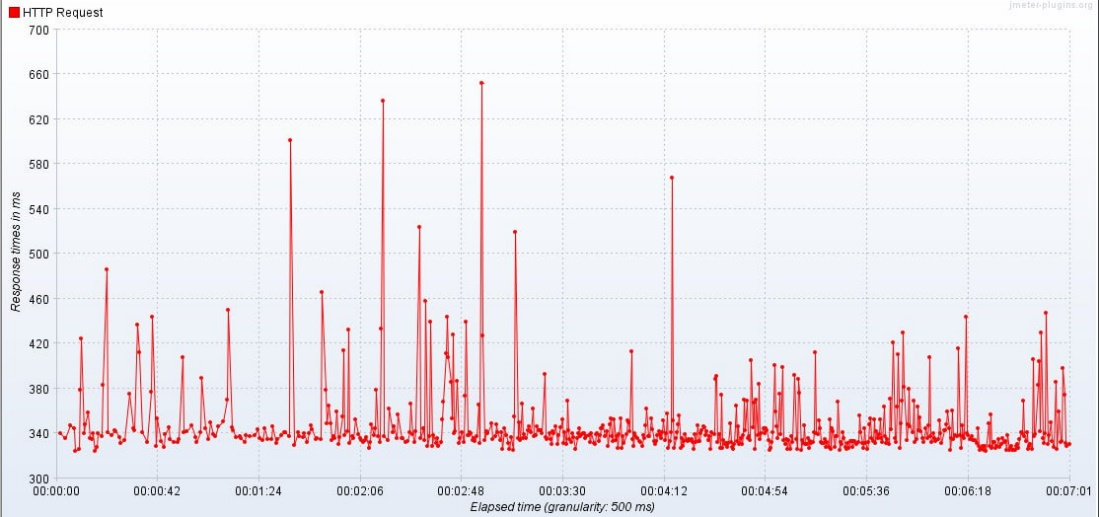 HTTP Request
jmeter-plugins.org
700
660
620
580
540
500
460
420
380
340
300
Response times in ms
00:00:00 00:00:42 00:01:24 00:02:06 00:02:48 00:03:30 00:04:12 00:04:54 00:05:36 00:06:18 00:07:01
Elapsed time (granularity: 500 ms)